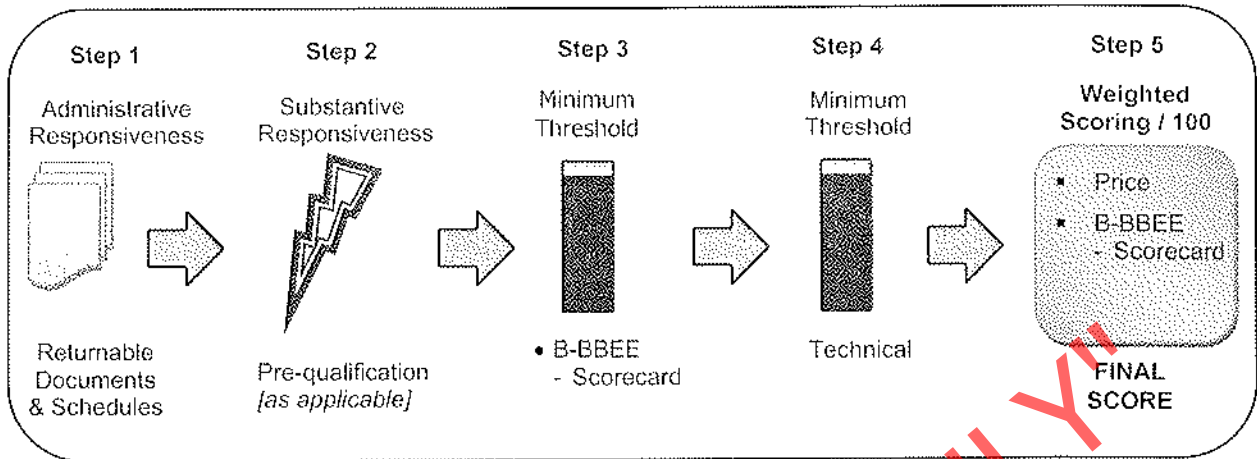 Step 1
Administrative
Responsiveness
Returnable
Documents
& Schedules
Step 2
Substantive
Responsiveness
Pre-qualification
[as applicable]
Step 3
Minimum
Threshold
• B-BBEE
- Scorecard
Step 4
Minimum
Threshold
Technical
Step 5
Weighted
Scoring / 100
▪ Price
▪ B-BBEE
- Scorecard
FINAL
SCORE
Y"